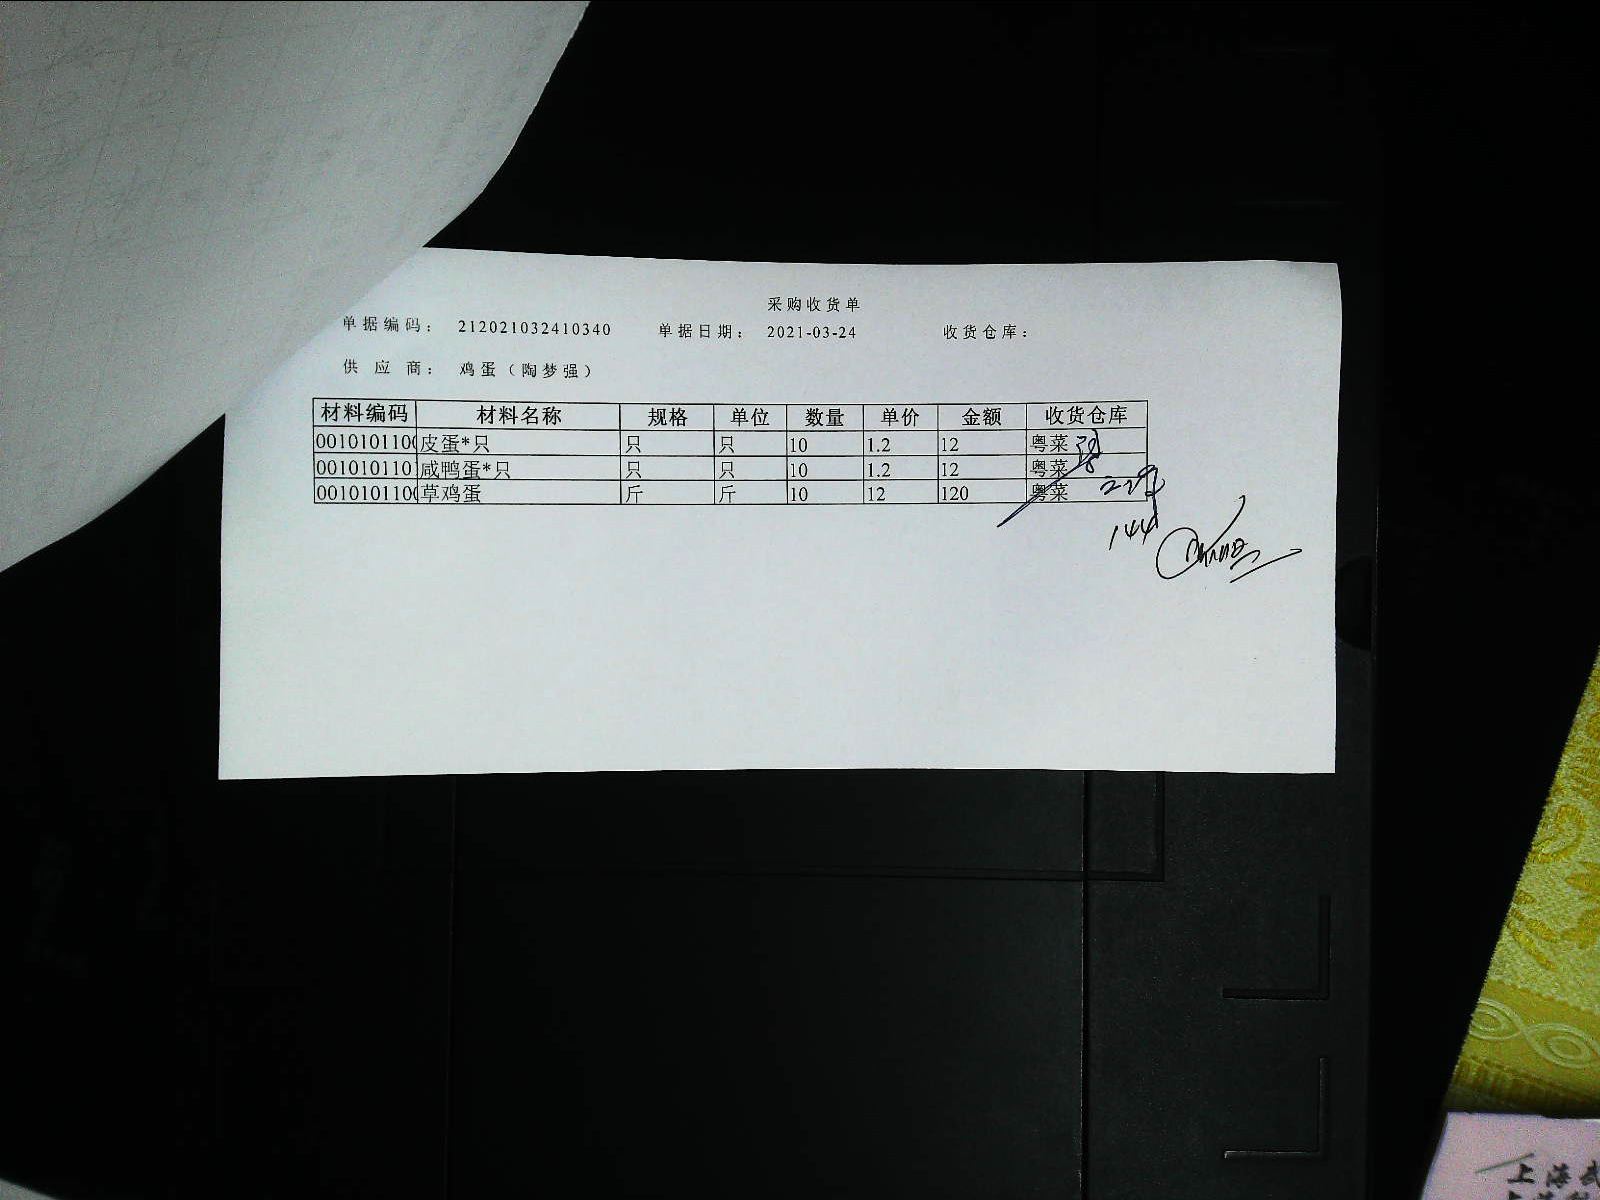 采购收货单
单据编码： 212021032410340 单据日期： 2021-03-24 收货仓库：
供应商： 鸡蛋（陶梦强）
材料编码 材料名称 规格 单位 数量 单价 金额 收货仓库
0010101100 皮蛋*只 只 只 10 1.2 12 粤菜
001010110 咸鸭蛋*只 只 只 10 1.2 12 粤菜
0010101100 草鸡蛋 斤 斤 10 12 120 粤菜
144
上海